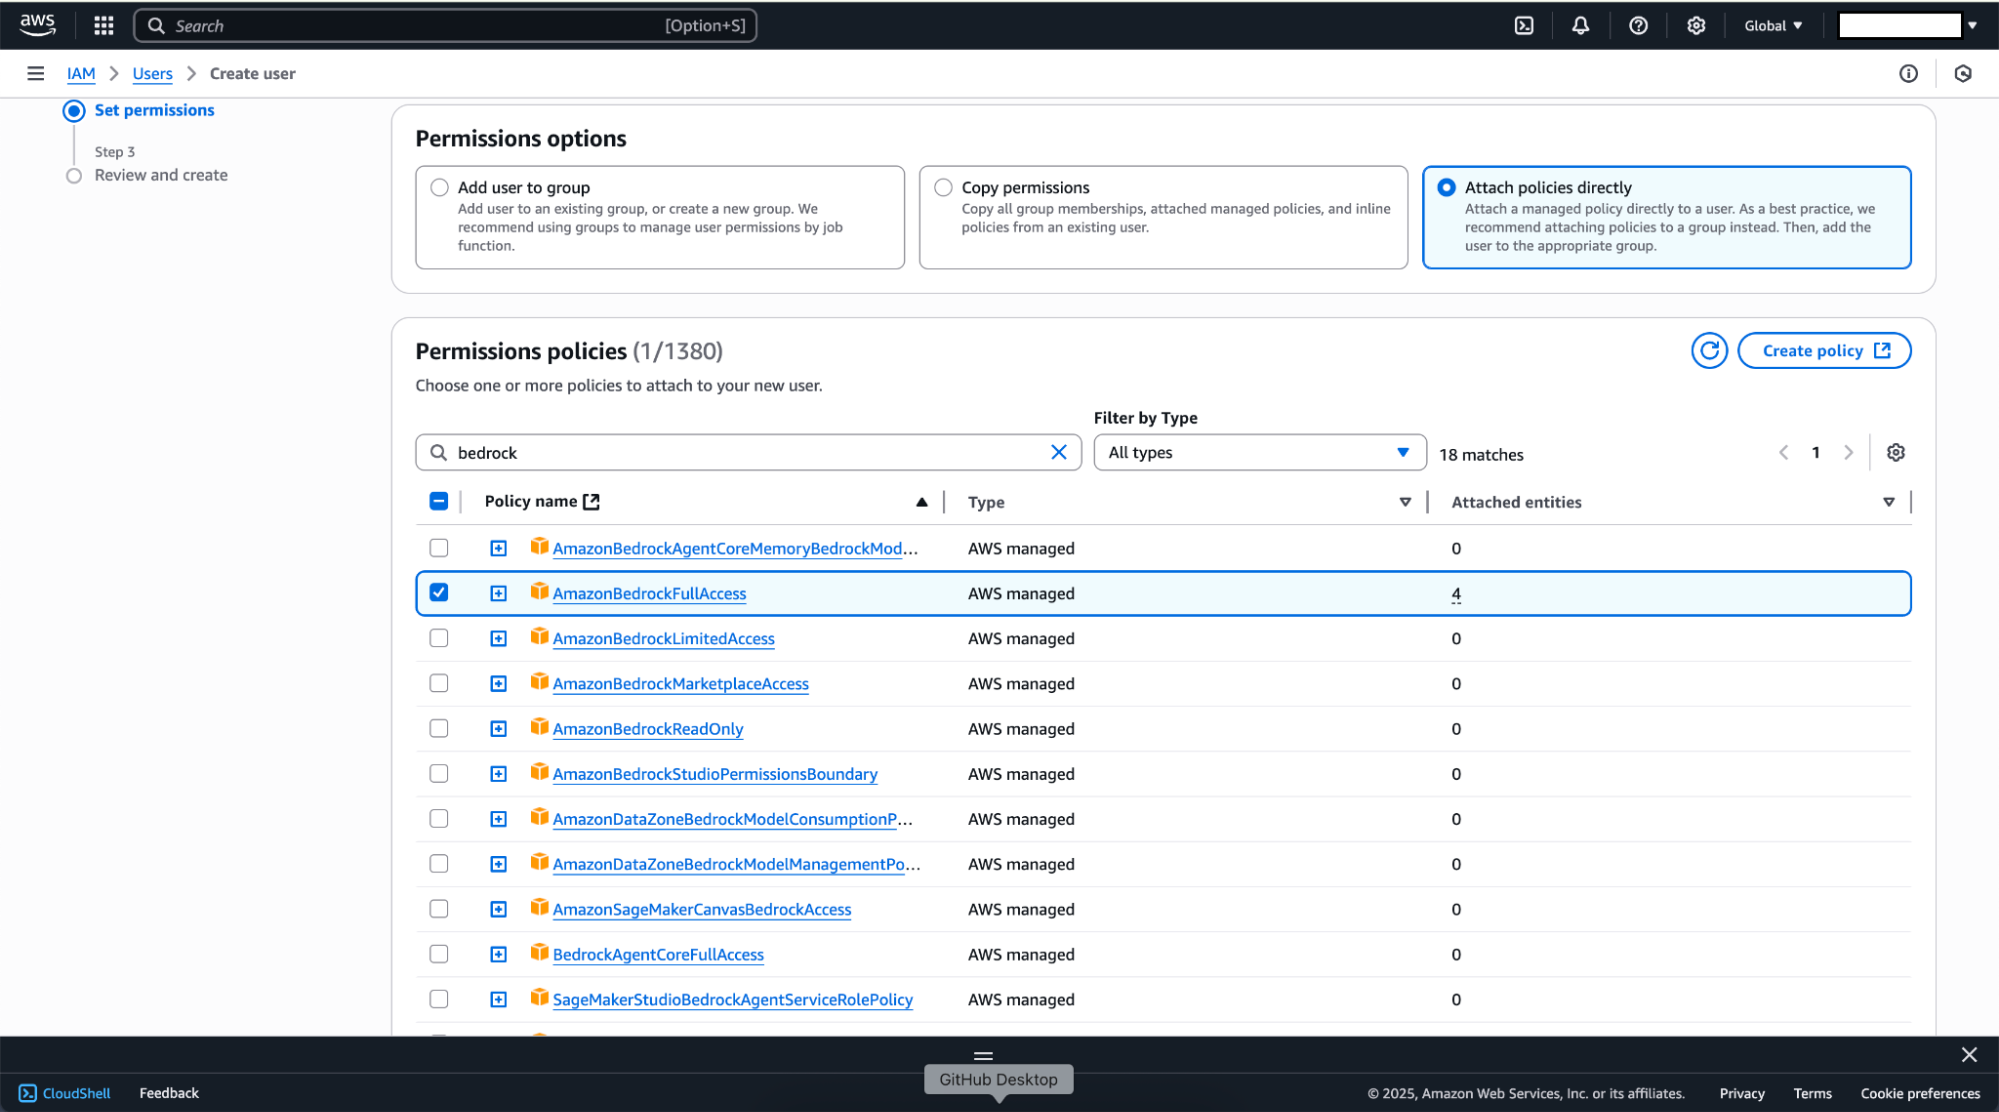 aws
Search [Option+S]
Global
IAM > Users > Create user
Set permissions
Step 3
Review and create
Permissions options
Add user to group
Add user to an existing group, or create a new group. We
recommend using groups to manage user permissions by job
function.
Copy permissions
Copy all group memberships, attached managed policies, and inline
policies from an existing user.
Attach policies directly
Attach a managed policy directly to a user. As a best practice, we
recommend attaching policies to a group instead. Then, add the
user to the appropriate group.
Permissions policies (1/1380)
Create policy
Choose one or more policies to attach to your new user.
Filter by Type
bedrock
All types
18 matches
1
Policy name Type Attached entities
AmazonBedrockAgentCoreMemoryBedrockMod... AWS managed 0
AmazonBedrockFullAccess AWS managed 4
AmazonBedrockLimitedAccess AWS managed 0
AmazonBedrockMarketplaceAccess AWS managed 0
AmazonBedrockReadOnly AWS managed 0
AmazonBedrockStudioPermissionsBoundary AWS managed 0
AmazonDataZoneBedrockModelConsumptionP... AWS managed 0
AmazonDataZoneBedrockModelManagementPo... AWS managed 0
AmazonSageMakerCanvasBedrockAccess AWS managed 0
BedrockAgentCoreFullAccess AWS managed 0
SageMakerStudioBedrockAgentServiceRolePolicy AWS managed 0
GitHub Desktop
CloudShell Feedback © 2025, Amazon Web Services, Inc. or its affiliates. Privacy Terms Cookie preferences